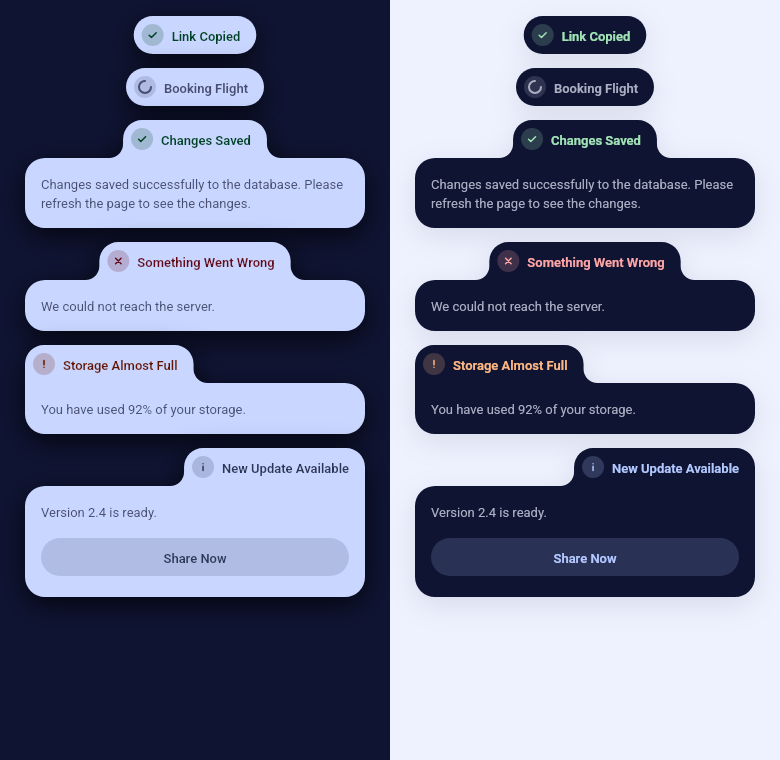 Link Copied
Booking Flight
Changes Saved
Changes saved successfully to the database. Please
refresh the page to see the changes.
Something Went Wrong
We could not reach the server.
Storage Almost Full
You have used 92% of your storage.
New Update Available
Version 2.4 is ready.
Share Now
Link Copied
Booking Flight
Changes Saved
Changes saved successfully to the database. Please
refresh the page to see the changes.
Something Went Wrong
We could not reach the server.
Storage Almost Full
You have used 92% of your storage.
New Update Available
Version 2.4 is ready.
Share Now